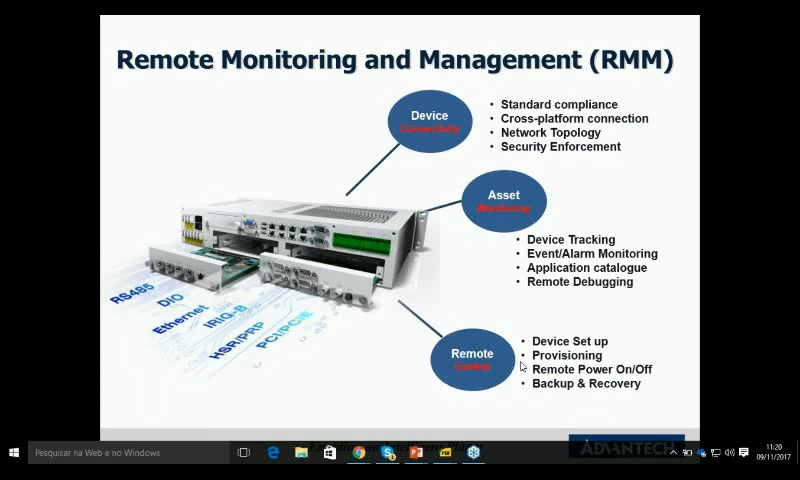 Remote Monitoring and Management (RMM)
Device
Connectivity
• Standard compliance
• Cross-platform connection
• Network Topology
• Security Enforcement
Asset
Monitoring
• Device Tracking
• Event/Alarm Monitoring
• Application catalogue
• Remote Debugging
RS485
DIO
Ethernet
IRIG-B
HSR/PRP
PCI/PCIE
Remote
Control
• Device Set up
• Provisioning
• Remote Power On/Off
• Backup & Recovery
ADVANTECH
Pesquisar na Web e no Windows
11:20
09/11/2017